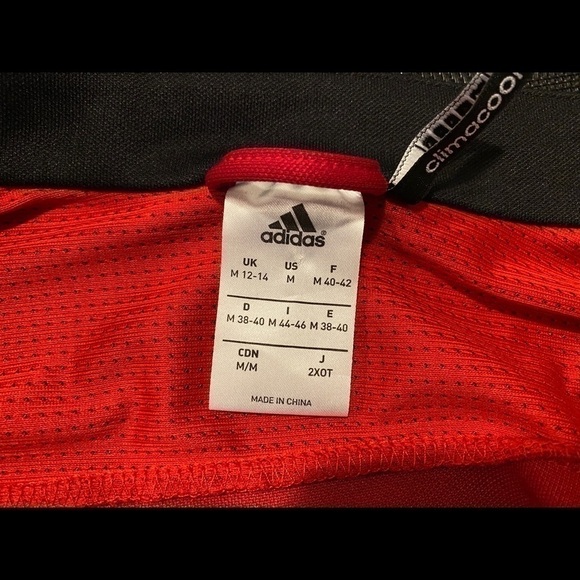 climacool
adidas
UK US F
M 12-14 M M 40-42
D I E
M 38-40 M 44-46 M 38-40
CDN J
M/M 2XOT
MADE IN CHINA